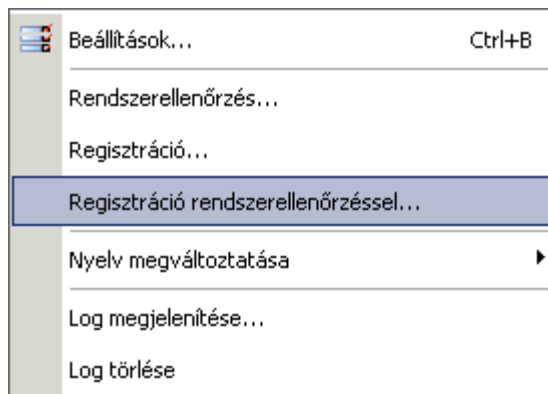 Beállítások... Ctrl+B
Rendszerellenőrzés...
Regisztráció...
Regisztráció rendszerellenőrzéssel...
Nyelv megváltoztatása
Log megjelenítése...
Log törlése